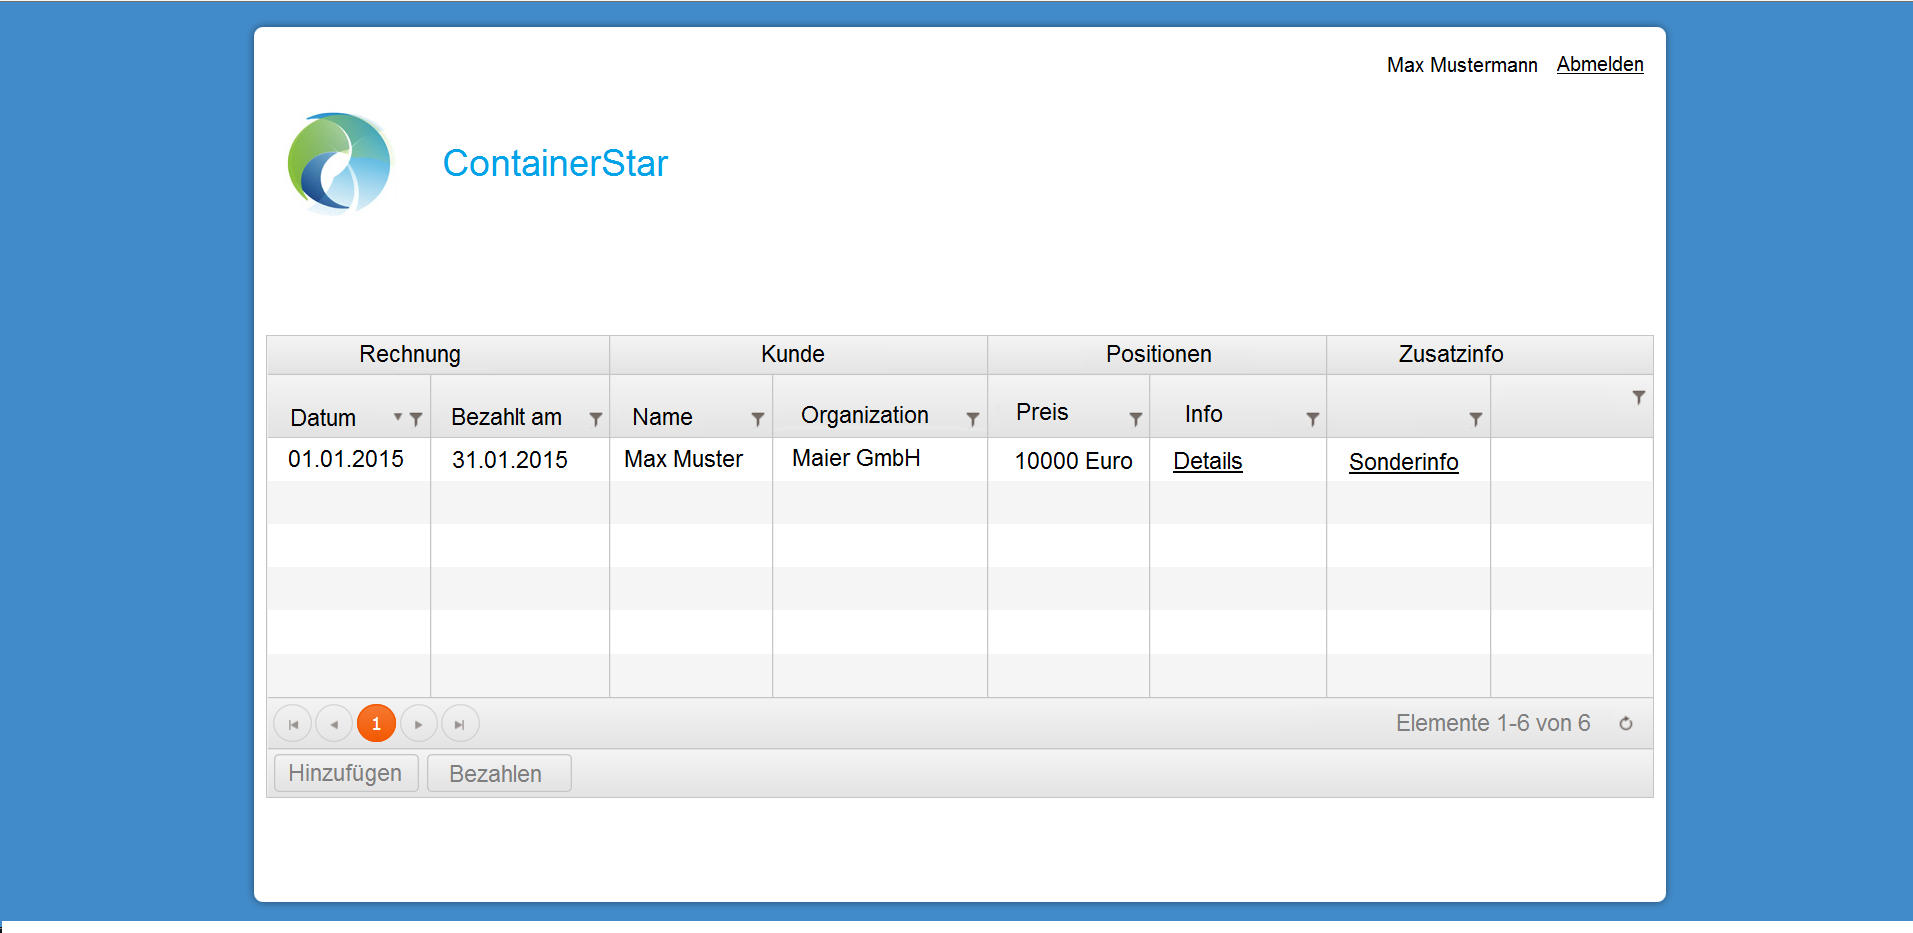 Max Mustermann Abmelden
ContainerStar
Rechnung Kunde Positionen Zusatzinfo
Datum Bezahlt am Name Organization Preis Info
01.01.2015 31.01.2015 Max Muster Maier GmbH 10000 Euro Details Sonderinfo
1 Elemente 1-6 von 6
Hinzufügen Bezahlen